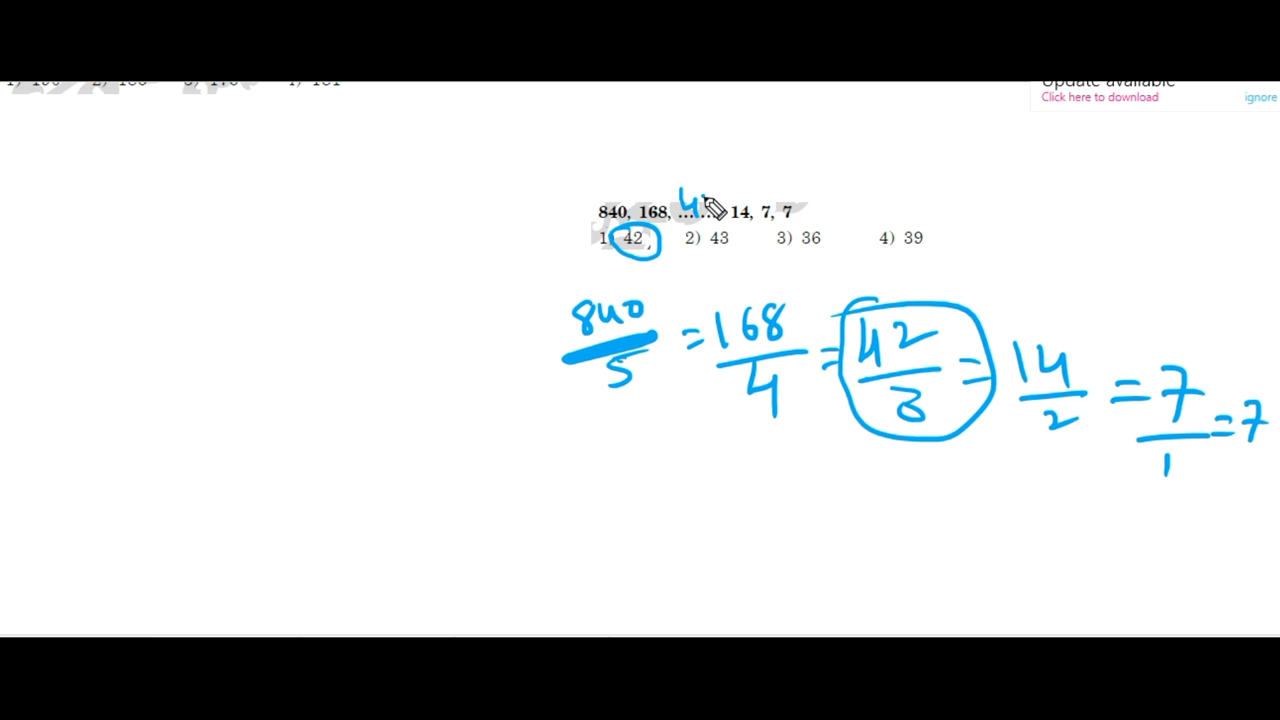 Update available
Click here to download ignore
4
840, 168, ....... 14, 7, 7
1) 42, 2) 43 3) 36 4) 39
840/5 = 168/4 = 42/3 = 14/2 = 7/1 = 7